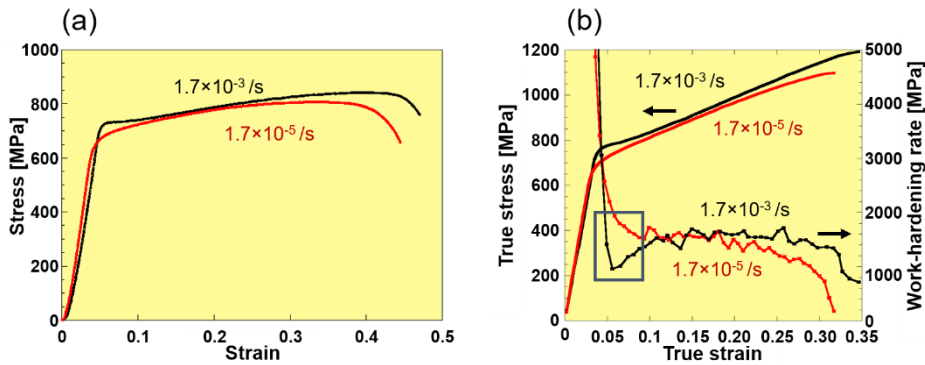 (a)
1000
800
600
400
200
0
0
0.1
0.2
0.3
0.4
0.5
Stress [MPa]
Strain
1.7×10⁻³/s
1.7×10⁻⁵/s
(b)
1200
1000
800
600
400
200
0
0
0.05
0.10
0.15
0.20
0.25
0.30
0.35
True stress [MPa]
True strain
5000
4000
3000
2000
1000
0
Work-hardening rate [MPa]
1.7×10⁻³/s
1.7×10⁻⁵/s
1.7×10⁻³/s
1.7×10⁻⁵/s